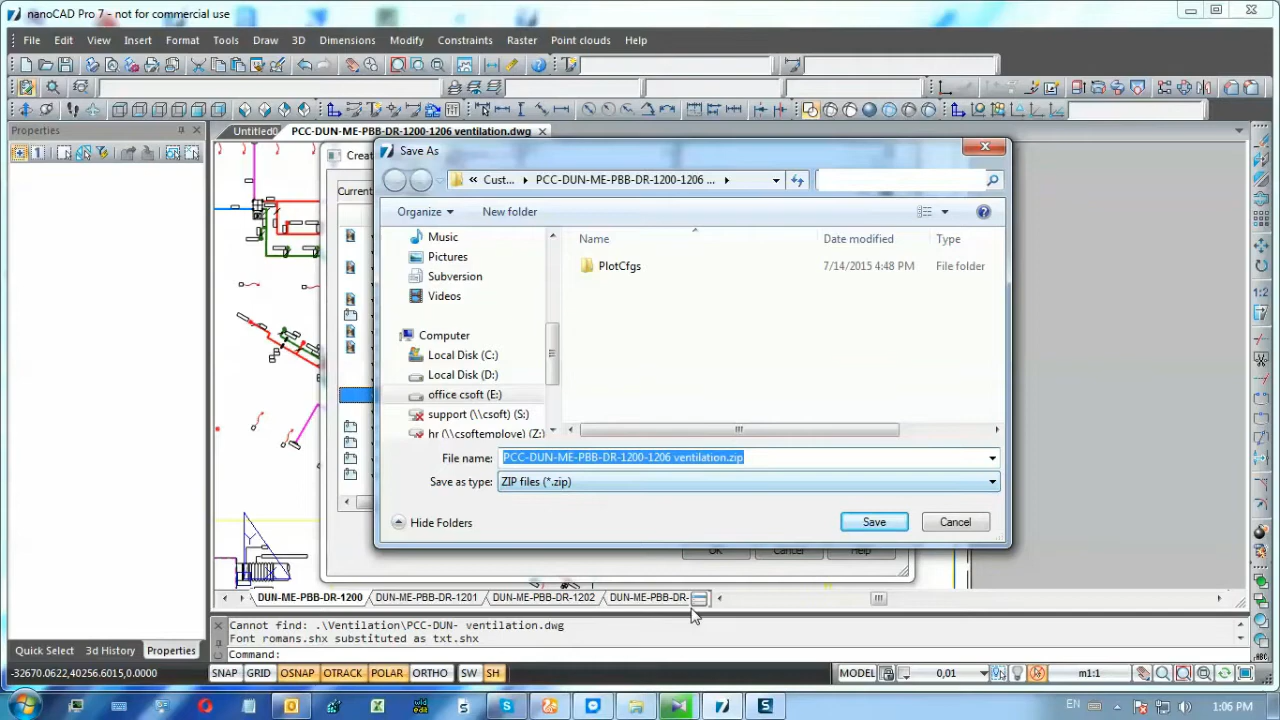 nanoCAD Pro 7 - not for commercial use
File Edit View Insert Format Tools Draw 3D Dimensions Modify Constraints Raster Point clouds Help
Properties
Untitled0 PCC-DUN-ME-PBB-DR-1200-1206 ventilation.dwg
Creat
Save As
« Cust... PCC-DUN-ME-PBB-DR-1200-1206 ...
Current
Organize New folder
Music
Pictures
Subversion
Videos
Computer
Local Disk (C:)
Local Disk (D:)
office csoft (E:)
support (\\csoft) (S:)
hr (\\csoftemplove) (Z:)
Name Date modified Type
PlotCfgs 7/14/2015 4:48 PM File folder
File name: PCC-DUN-ME-PBB-DR-1200-1206 ventilation.zip
Save as type: ZIP files (*.zip)
Hide Folders Save Cancel
OK Cancel Help
DUN-ME-PBB-DR-1200 DUN-ME-PBB-DR-1201 DUN-ME-PBB-DR-1202 DUN-ME-PBB-DR-
Cannot find: .\Ventilation\PCC-DUN- ventilation.dwg
Font romans.shx substituted as txt.shx
Command:
Quick Select 3d History Properties
-32670.0622,40256.6015,0.0000 SNAP GRID OSNAP OTRACK POLAR ORTHO SW SH MODEL 0,01 m1:1
EN 1:06 PM